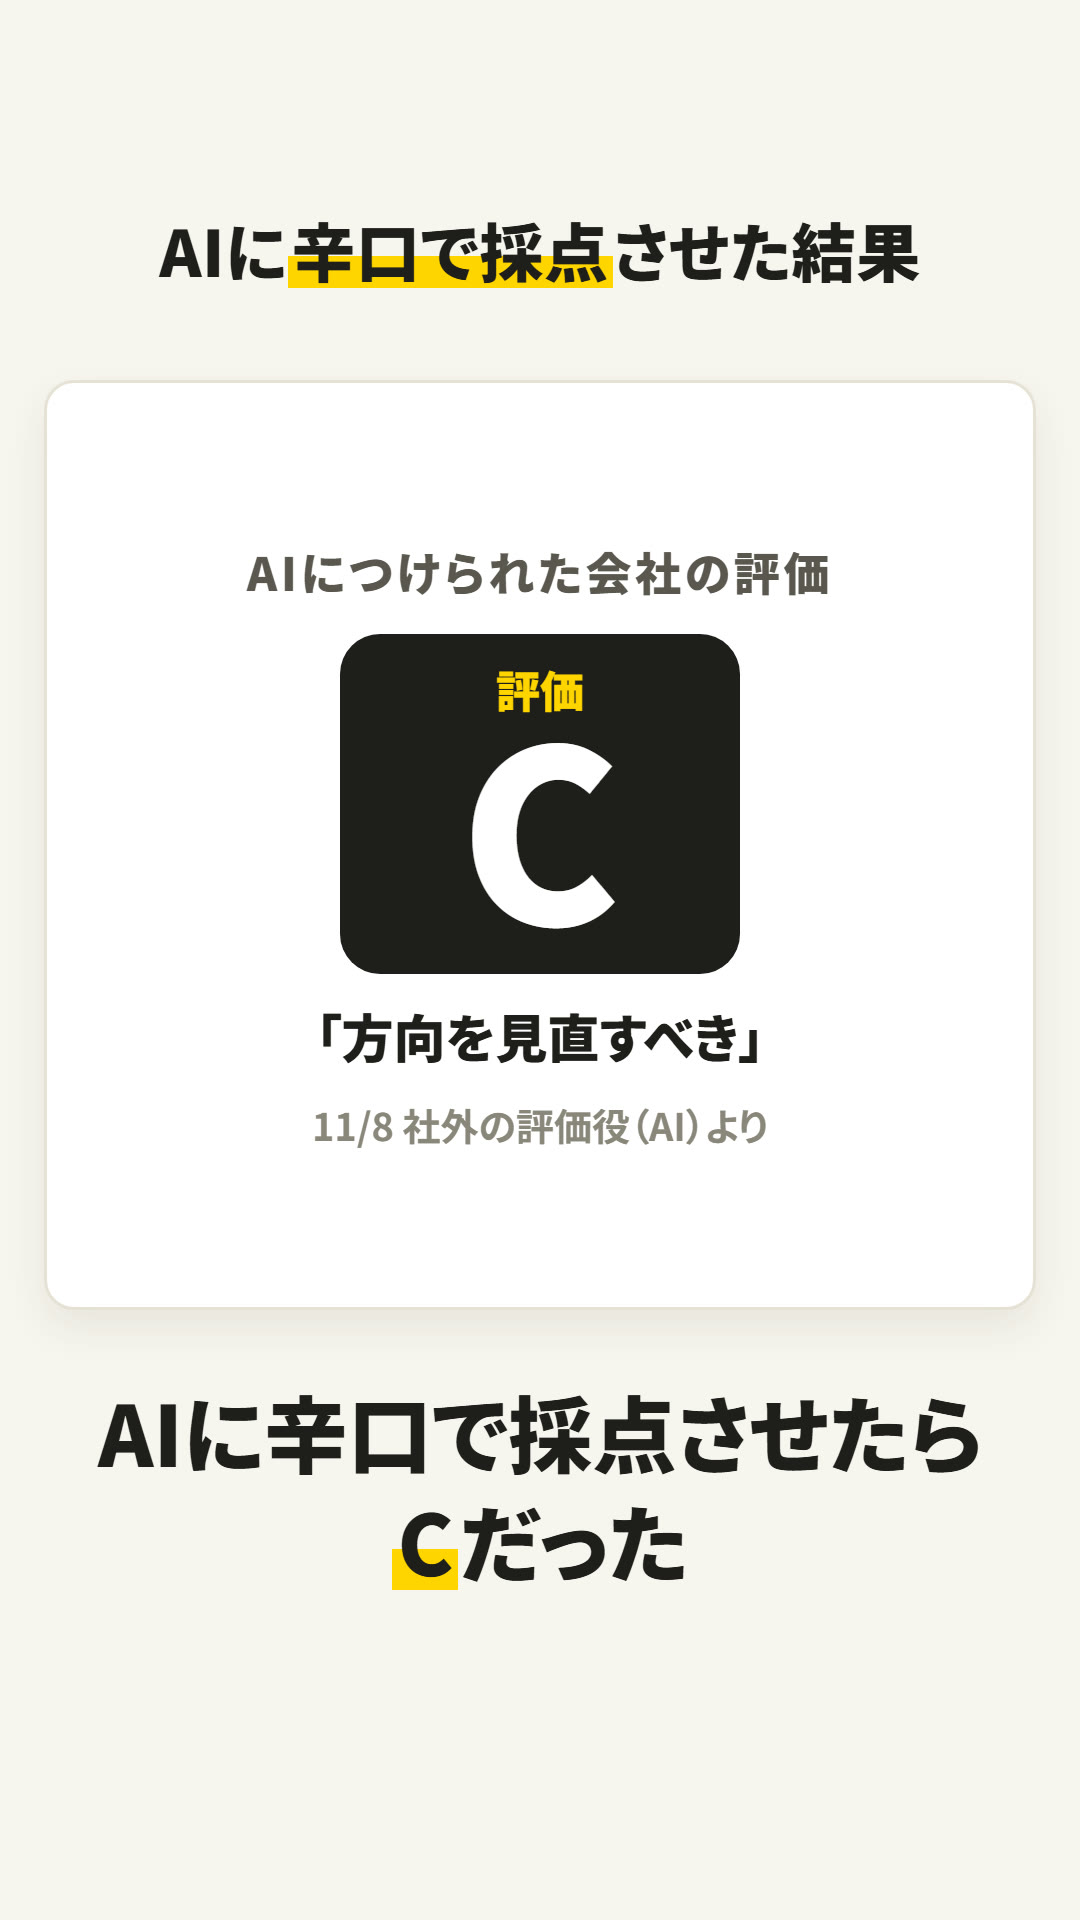 AIに辛口で採点させた結果
AIにつけられた会社の評価
評価
C
「方向を見直すべき」
11/8 社外の評価役（AI）より
AIに辛口で採点させたら
Cだった